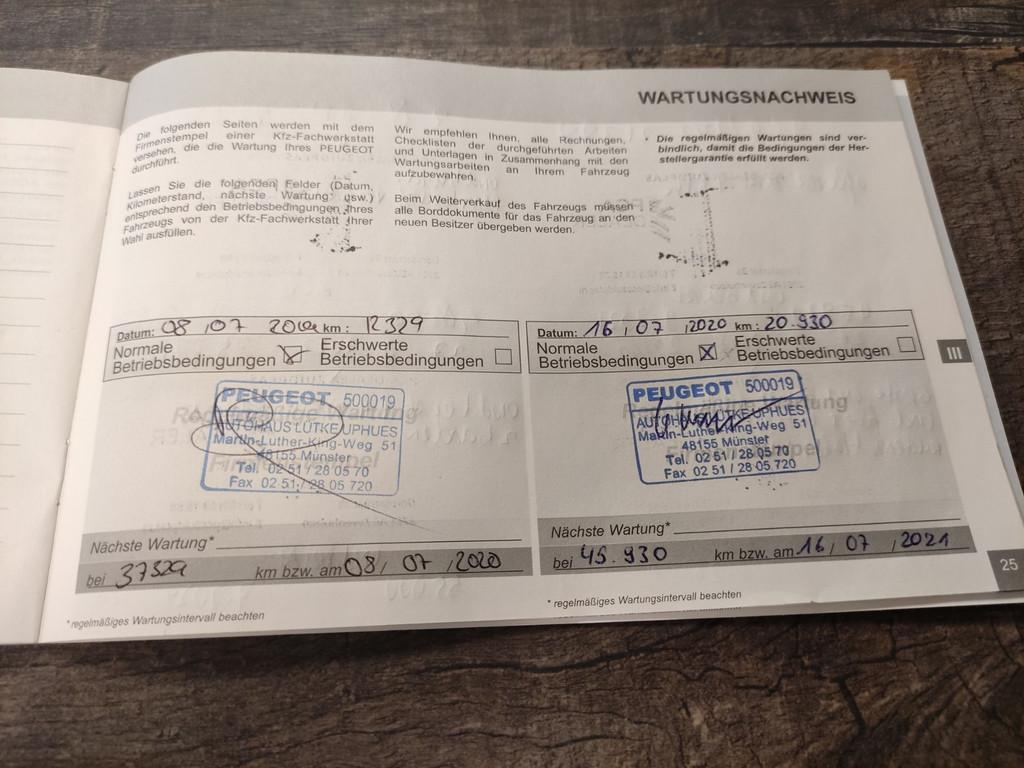 WARTUNGSNACHWEIS
Die folgenden Seiten werden mit dem
Firmenstempel einer Kfz-Fachwerkstatt
versehen, die die Wartung Ihres PEUGEOT
durchführt.
Lassen Sie die folgenden Felder (Datum,
Kilometerstand, nächste Wartung usw.)
entsprechend den Betriebsbedingungen Ihres
Fahrzeugs von der Kfz-Fachwerkstatt Ihrer
Wahl ausfüllen.
Wir empfehlen Ihnen, alle Rechnungen,
Checklisten der durchgeführten Arbeiten
und Unterlagen in Zusammenhang mit den
Wartungsarbeiten an Ihrem Fahrzeug
aufzubewahren.
Beim Weiterverkauf des Fahrzeugs müssen
alle Borddokumente für das Fahrzeug an den
neuen Besitzer übergeben werden.
• Die regelmäßigen Wartungen sind ver-
bindlich, damit die Bedingungen der Her-
stellergarantie erfüllt werden.
Datum: 08/07 2019 km: 12329
Normale
Betriebsbedingungen
Erschwerte
Betriebsbedingungen
PEUGEOT 500019
AUTOHAUS LÜTKE UPHUES
Martin-Luther-King-Weg 51
48155 Münster
Tel. 02 51 / 28 05 70
Fax 02 51 / 28 05 720
Nächste Wartung*
bei 37329 km bzw. am 08/07/2020
*regelmäßiges Wartungsintervall beachten
Datum: 16/07/2020 km: 20.930
Normale
Betriebsbedingungen
Erschwerte
Betriebsbedingungen
PEUGEOT 500019
AUTOHAUS LÜTKE UPHUES
Martin-Luther-King-Weg 51
48155 Münster
Tel. 02 51 / 28 05 70
Fax 02 51 / 28 05 720
Nächste Wartung*
bei 45.930 km bzw. am 16/07/2021
* regelmäßiges Wartungsintervall beachten
III
25